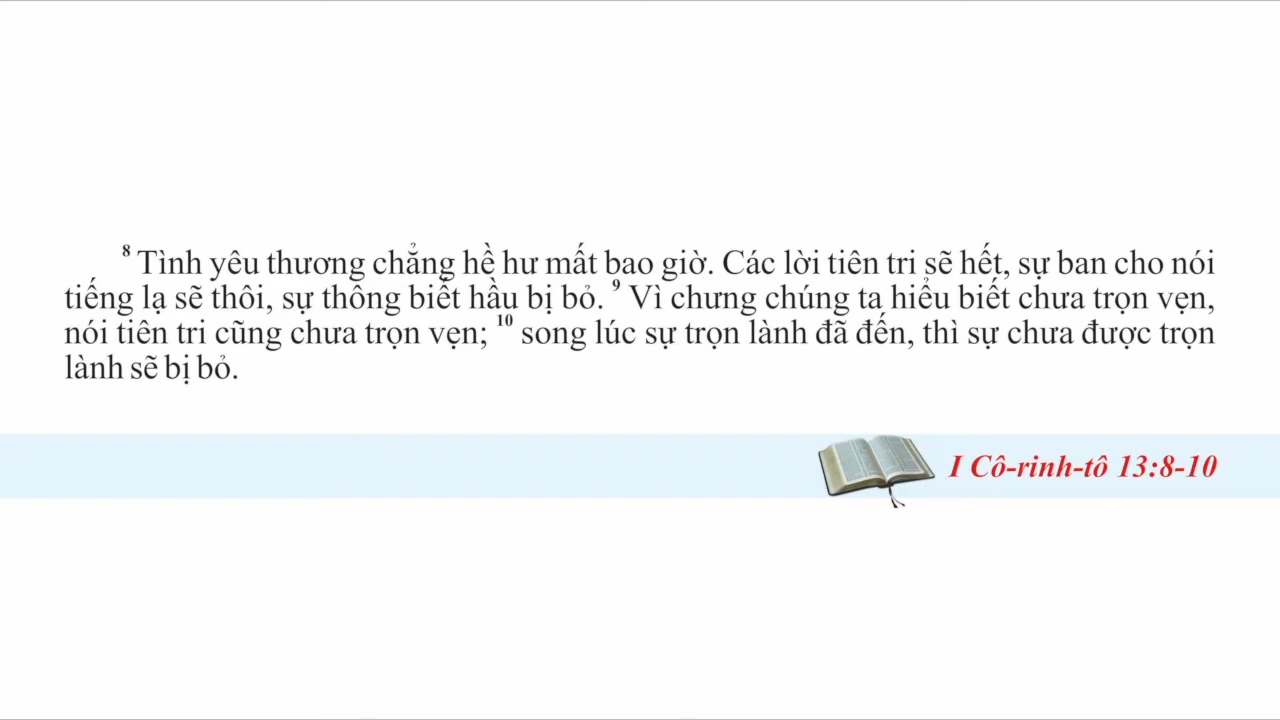 8 Tình yêu thương chẳng hề hư mất bao giờ. Các lời tiên tri sẽ hết, sự ban cho nói
tiếng lạ sẽ thôi, sự thông biết hầu bị bỏ. 9 Vì chưng chúng ta hiểu biết chưa trọn vẹn,
nói tiên tri cũng chưa trọn vẹn; 10 song lúc sự trọn lành đã đến, thì sự chưa được trọn
lành sẽ bị bỏ.
I Cô-rinh-tô 13:8-10